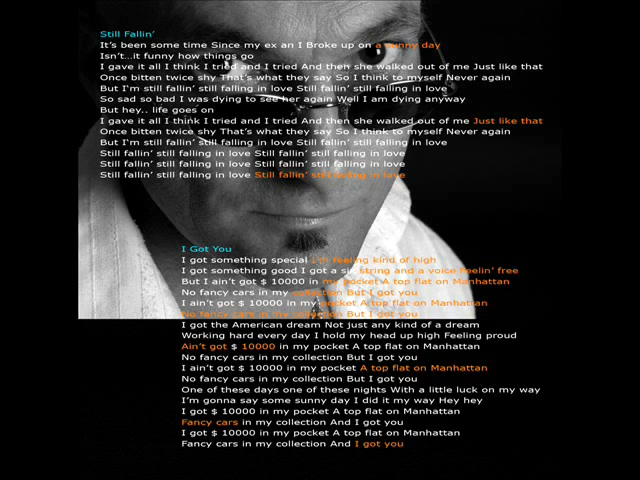 Still Fallin'
It's been some time Since my ex an I Broke up on a sunny day
Isn't...it funny how things go
I gave it all I think I tried and I tried And then she walked out of me Just like that
Once bitten twice shy That's what they say So I think to myself Never again
But I'm still falling in love Still fallin' still falling in love
So sad so bad I was dying to see her again Well I am dying anyway
But hey.. life goes on
I gave it all I think I tried and I tried And then she walked out of me Just like that
Once bitten twice shy That's what they say So I think to myself Never again
But I'm still fallin' still falling in love Still fallin' still falling in love
Still fallin' still falling in love Still fallin' still falling in love
Still fallin' still falling in love Still fallin' still falling in love
Still fallin' still falling in love Still fallin' still falling in love
I Got You
I got something special I'm feeling kind of high
I got something good I got a six string and a voice Feelin' free
But I ain't got $ 10000 in my pocket A top flat on Manhattan
No fancy cars in my collection But I got you
I ain't got $ 10000 in my pocket A top flat on Manhattan
No fancy cars in my collection But I got you
I got the American dream Not just any kind of a dream
Working hard every day I hold my head up high Feeling proud
Ain't got $ 10000 in my pocket A top flat on Manhattan
No fancy cars in my collection But I got you
I ain't got $ 10000 in my pocket A top flat on Manhattan
No fancy cars in my collection But I got you
One of these days one of these nights With a little luck on my way
I'm gonna say some sunny day I did it my way Hey hey
I got $ 10000 in my pocket A top flat on Manhattan
Fancy cars in my collection And I got you
I got $ 10000 in my pocket A top flat on Manhattan
Fancy cars in my collection And I got you